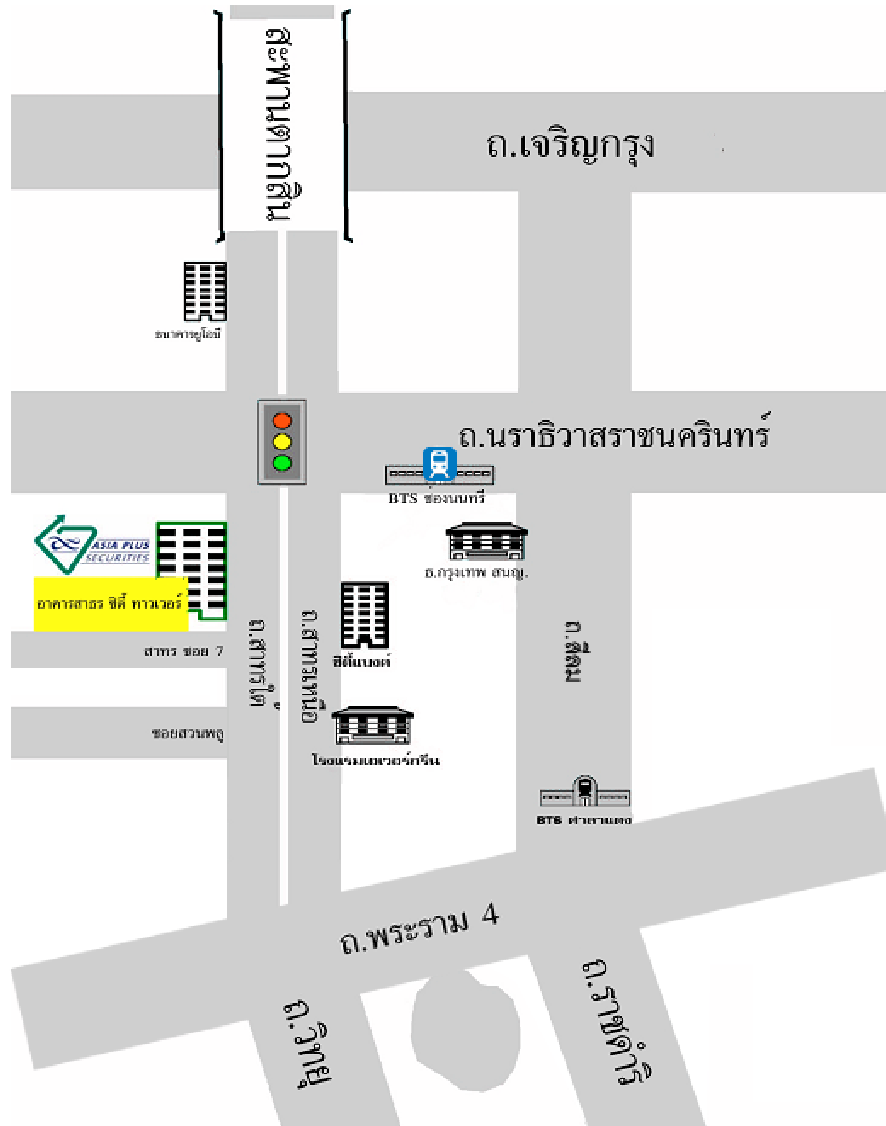 สะพานตากสิน
ถ.เจริญกรุง
ธนาคารยูโอบี
ถ.นราธิวาสราชนครินทร์
BTS ช่องนนทรี
ASIA PLUS
SECURITIES
ธ.กรุงเทพ สนญ.
อาคารสาธร ซิตี้ ทาวเวอร์
ถ.สาทรใต้
ถ.สาทรเหนือ
ซิตี้แบงค์
ถ.สีลม
สาทร ซอย 7
ซอยสวนพลู
โรงแรมเอเวอร์กรีน
BTS ศาลาแดง
ถ.พระราม 4
ถ.วิทยุ
ถ.ราชดำริ